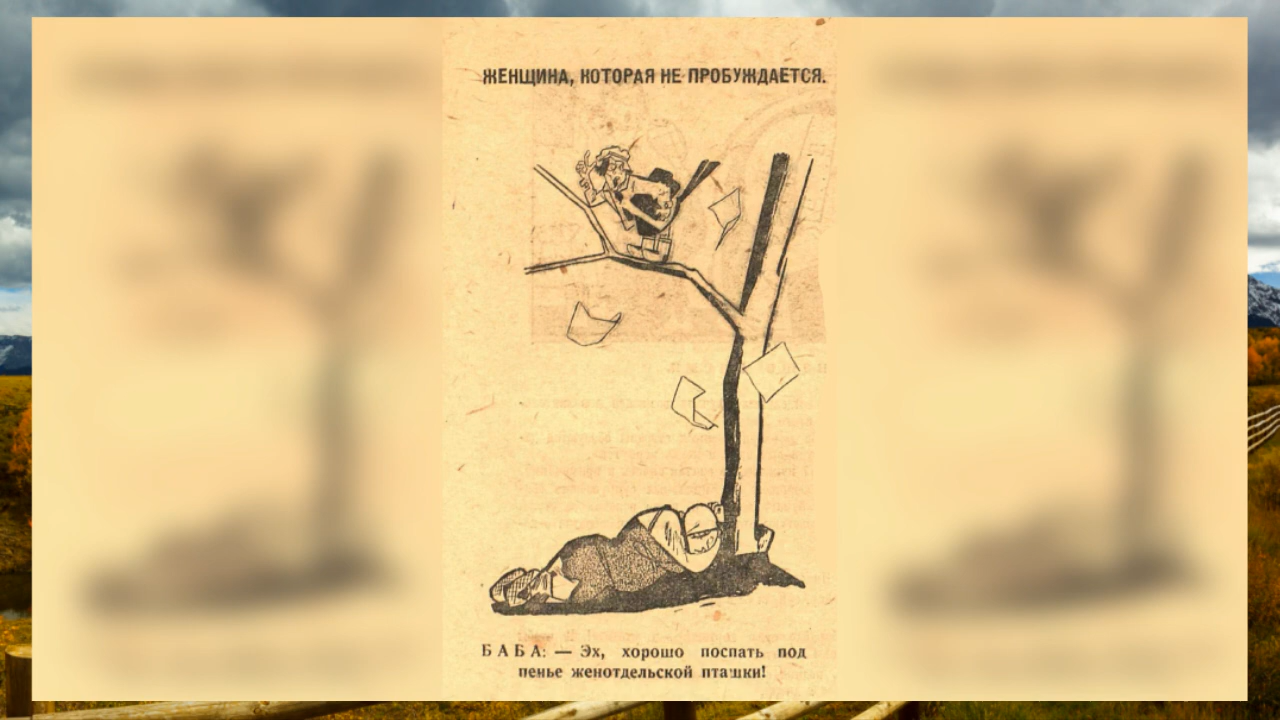 ЖЕНЩИНА, КОТОРАЯ НЕ ПРОБУЖДАЕТСЯ.
БАБА: — Эх, хорошо поспать под
пенье женотдельской пташки!